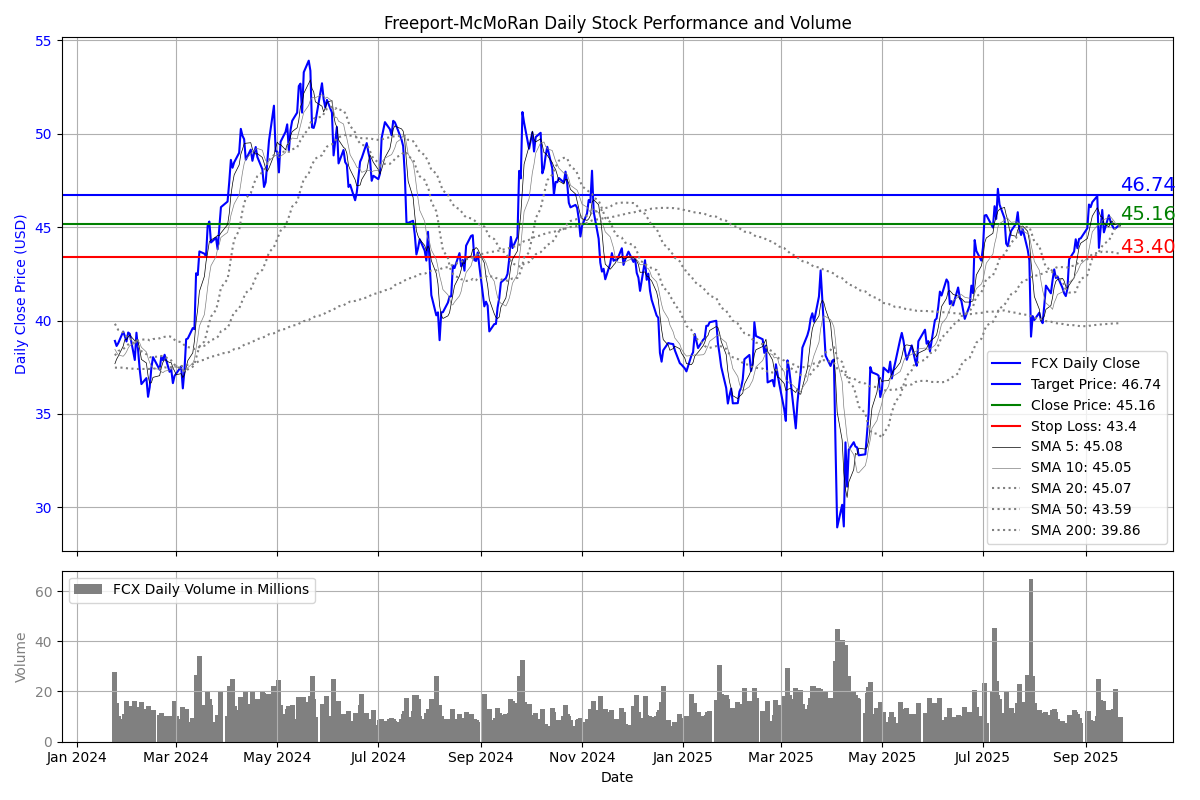 Freeport-McMoRan Daily Stock Performance and Volume
55
50
45
40
35
30
Daily Close Price (USD)
46.74
45.16
43.40
FCX Daily Close
Target Price: 46.74
Close Price: 45.16
Stop Loss: 43.4
SMA 5: 45.08
SMA 10: 45.05
SMA 20: 45.07
SMA 50: 43.59
SMA 200: 39.86
FCX Daily Volume in Millions
60
40
20
0
Volume
Jan 2024 Mar 2024 May 2024 Jul 2024 Sep 2024 Nov 2024 Jan 2025 Mar 2025 May 2025 Jul 2025 Sep 2025
Date